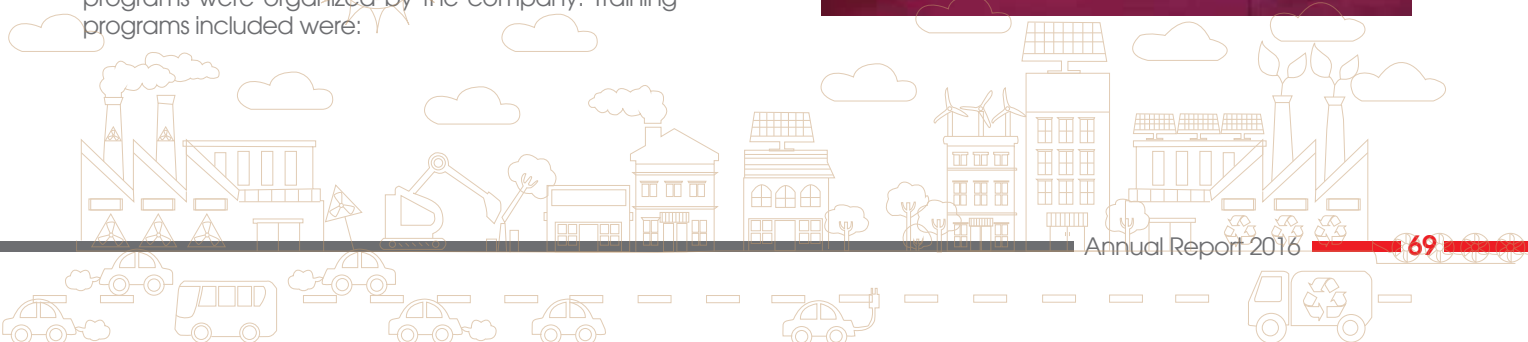 programs were organized by the company. Training
programs included were:
Annual Report 2016 69